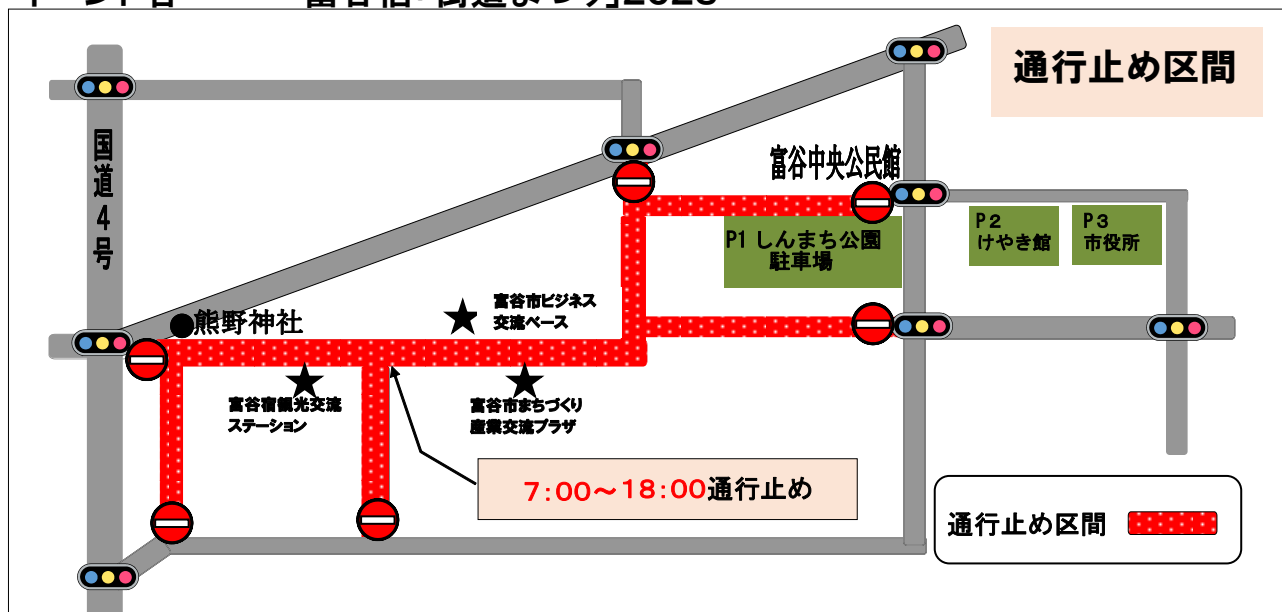 通行止め区間
国道4号
富谷中央公民館
P1 しんまち公園
駐車場
P2
けやき館
P3
市役所
熊野神社
富谷市ビジネス
交流ベース
富谷宿観光交流
ステーション
富谷市まちづくり
産業交流プラザ
7:00～18:00通行止め
通行止め区間